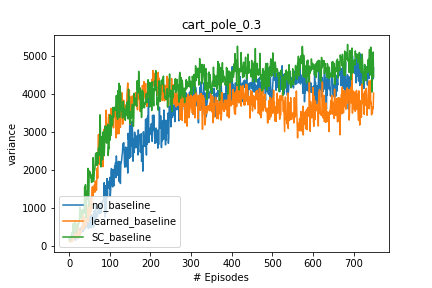 cart_pole_0.3
5000
4000
3000
2000
1000
0
variance
no_baseline_
learned_baseline
SC_baseline
0 100 200 300 400 500 600 700
# Episodes